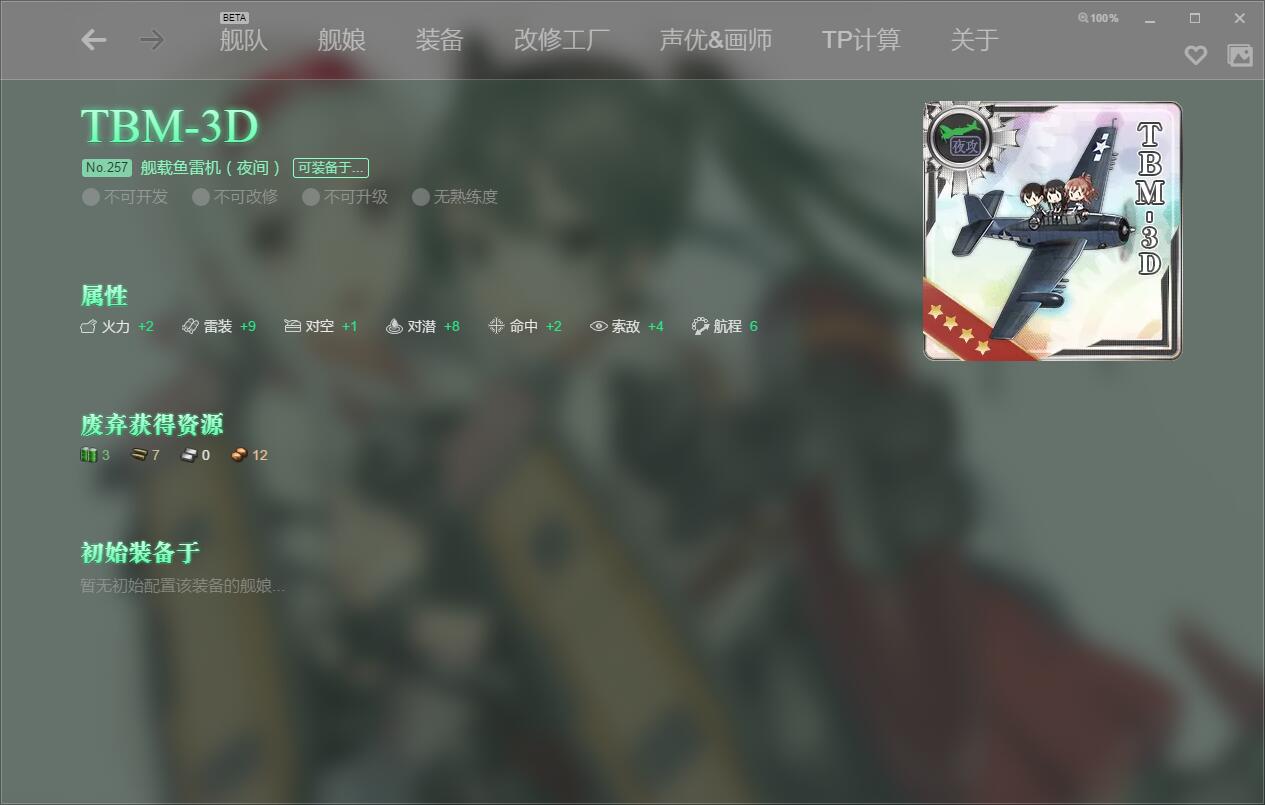 BETA
舰队 舰娘 装备 改修工厂 声优&画师 TP计算 关于
100%
TBM-3D
No.257 舰载鱼雷机（夜间） 可装备于...
不可开发 不可改修 不可升级 无熟练度
夜攻
TBM-3D
属性
火力 +2 雷装 +9 对空 +1 对潜 +8 命中 +2 索敌 +4 航程 6
废弃获得资源
3 7 0 12
初始装备于
暂无初始配置该装备的舰娘...